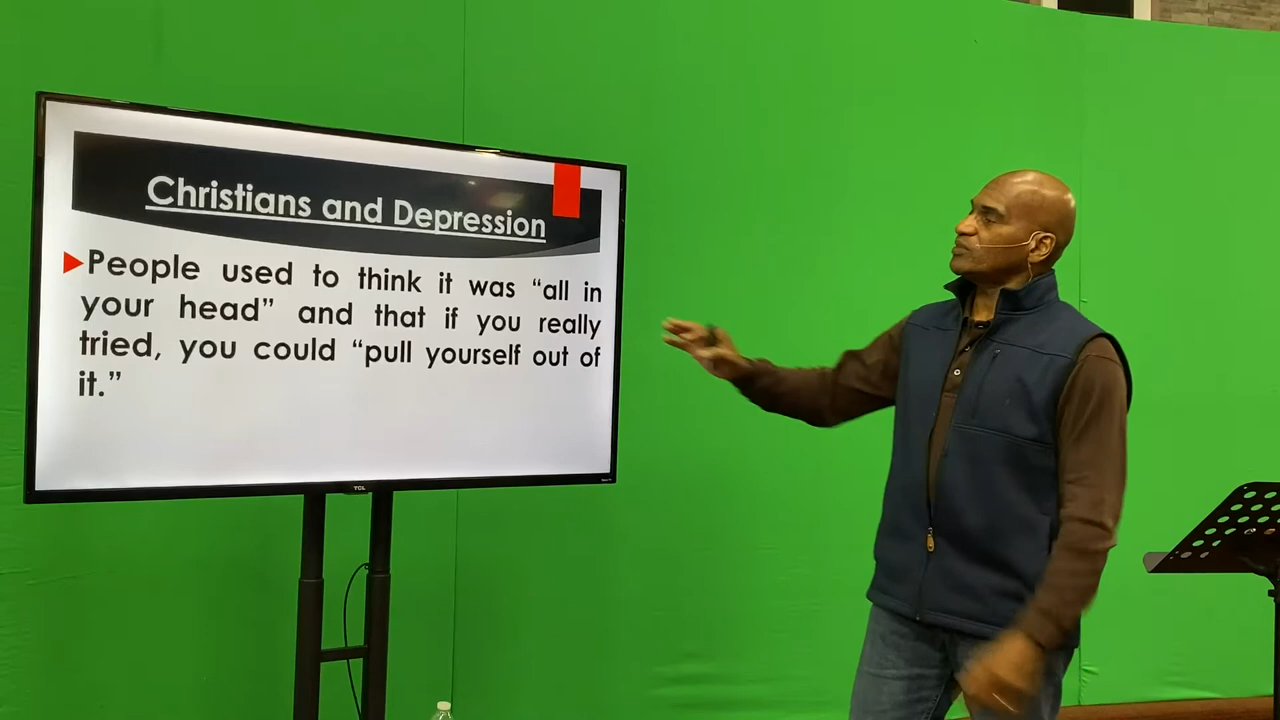 Christians and Depression
People used to think it was “all in
your head” and that if you really
tried, you could “pull yourself out of
it.”
TCL